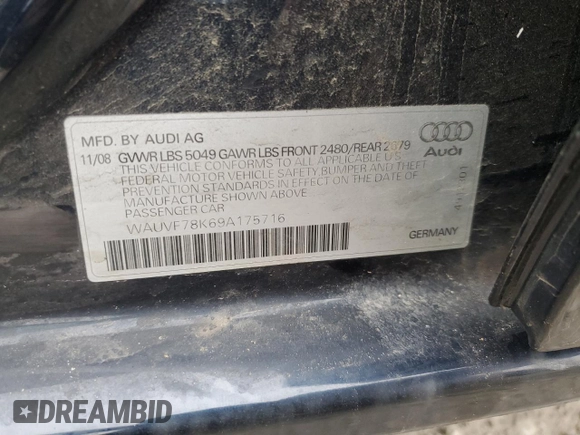 MFD. BY AUDI AG
11/08 GVWR LBS 5049 GAWR LBS FRONT 2480/REAR 2679
THIS VEHICLE CONFORMS TO ALL APPLICABLE U.S.
FEDERAL MOTOR VEHICLE SAFETY, BUMPER AND THEFT
PREVENTION STANDARDS IN EFFECT ON THE DATE OF
MANUFACTURE SHOWN ABOVE.
PASSENGER CAR
WAUVF78K69A175716
Audi
GERMANY
DREAMBID